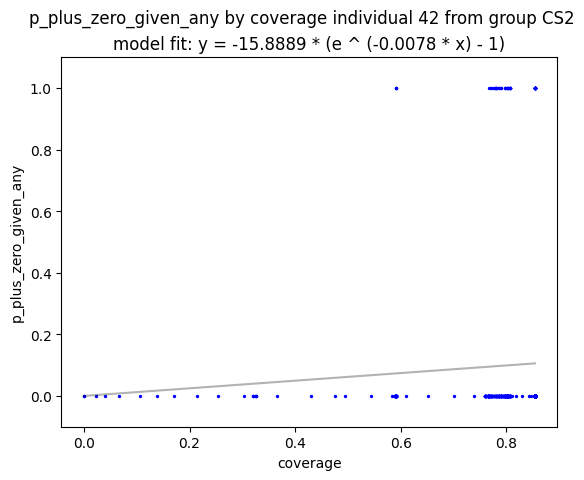 p_plus_zero_given_any by coverage individual 42 from group CS2
model fit: y = -15.8889 * (e ^ (-0.0078 * x) - 1)
1.0
0.8
0.6
0.4
0.2
0.0
p_plus_zero_given_any
0.0 0.2 0.4 0.6 0.8
coverage